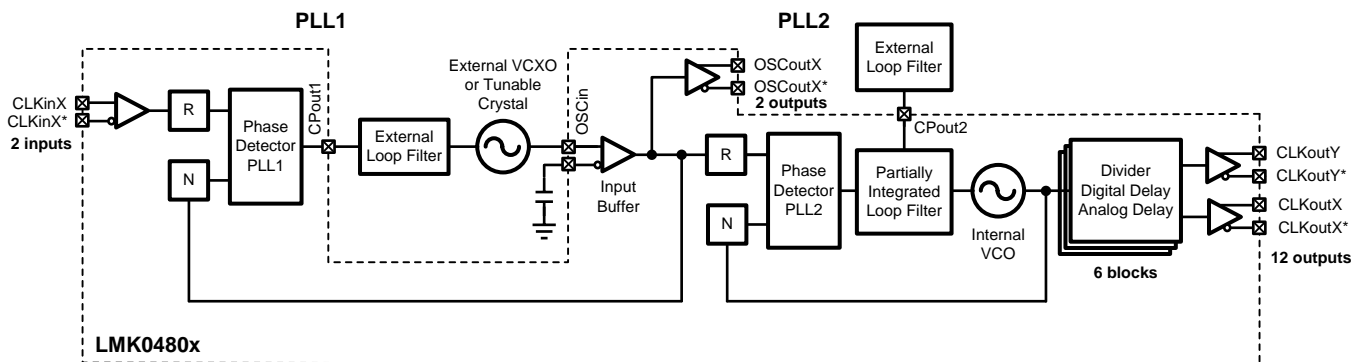 PLL1
PLL2
External
Loop Filter
External VCXO
or Tunable
Crystal
OSCoutX
OSCoutX*
2 outputs
CLKinX
CLKinX*
2 inputs
R
N
Phase
Detector
PLL1
CPout1
External
Loop Filter
OSCin
Input
Buffer
R
N
Phase
Detector
PLL2
CPout2
Partially
Integrated
Loop Filter
Internal
VCO
Divider
Digital Delay
Analog Delay
6 blocks
CLKoutY
CLKoutY*
CLKoutX
CLKoutX*
12 outputs
LMK0480x